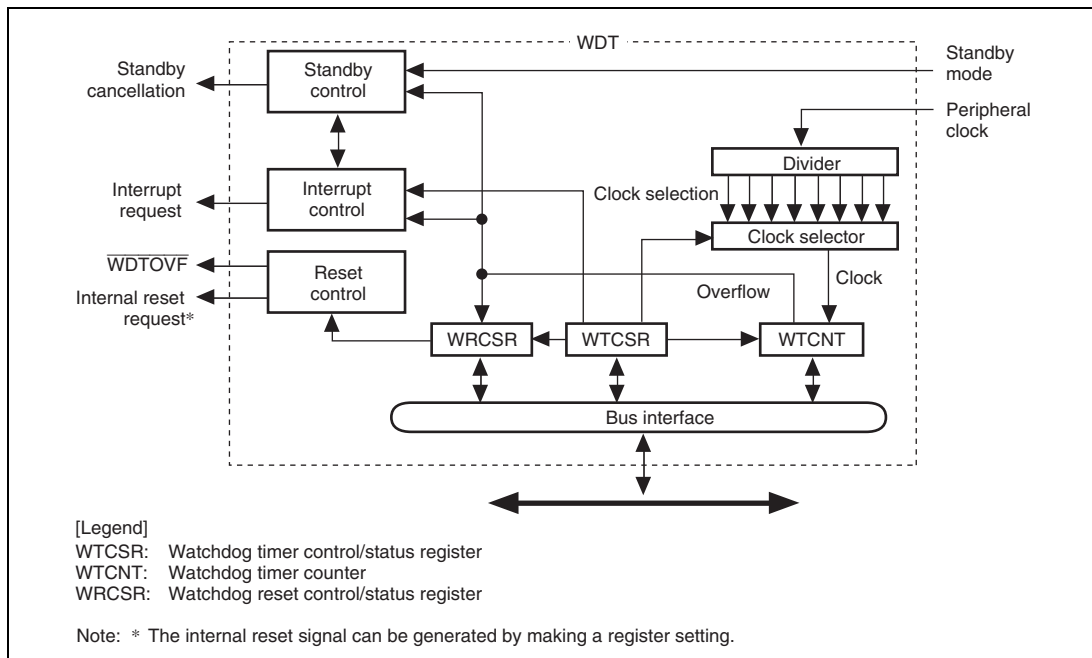 WDT
Standby
cancellation
Standby
control
Standby
mode
Peripheral
clock
Divider
Interrupt
request
Interrupt
control
Clock selection
Clock selector
WDTOVF
Internal reset
request*
Reset
control
Overflow
Clock
WRCSR
WTCSR
WTCNT
Bus interface
[Legend]
WTCSR: Watchdog timer control/status register
WTCNT: Watchdog timer counter
WRCSR: Watchdog reset control/status register
Note: * The internal reset signal can be generated by making a register setting.